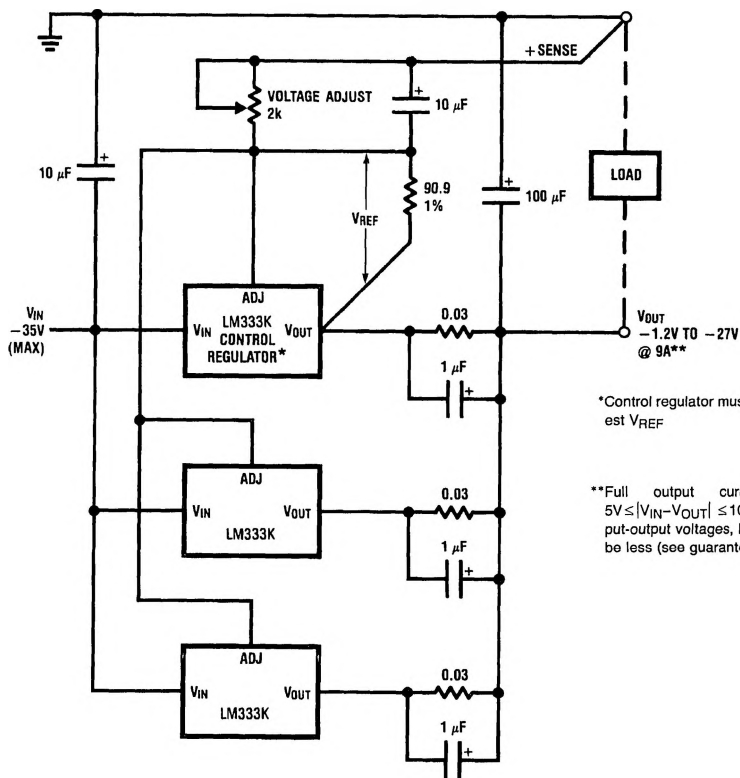 + SENSE
VOLTAGE ADJUST
2k
+
10 μF
+
10 μF
+
100 μF
LOAD
90.9
1%
VREF
ADJ
VIN
−35V
(MAX)
VIN
LM333K
CONTROL
REGULATOR*
VOUT
0.03
1 μF
+
VOUT
−1.2V TO −27V
@ 9A**
*Control regulator mus
est VREF
ADJ
VIN
VOUT
LM333K
0.03
1 μF
+
**Full output curr
5V ≤ |VIN−VOUT| ≤ 10
put-output voltages, l
be less (see guarante
ADJ
VIN
VOUT
LM333K
0.03
1 μF
+